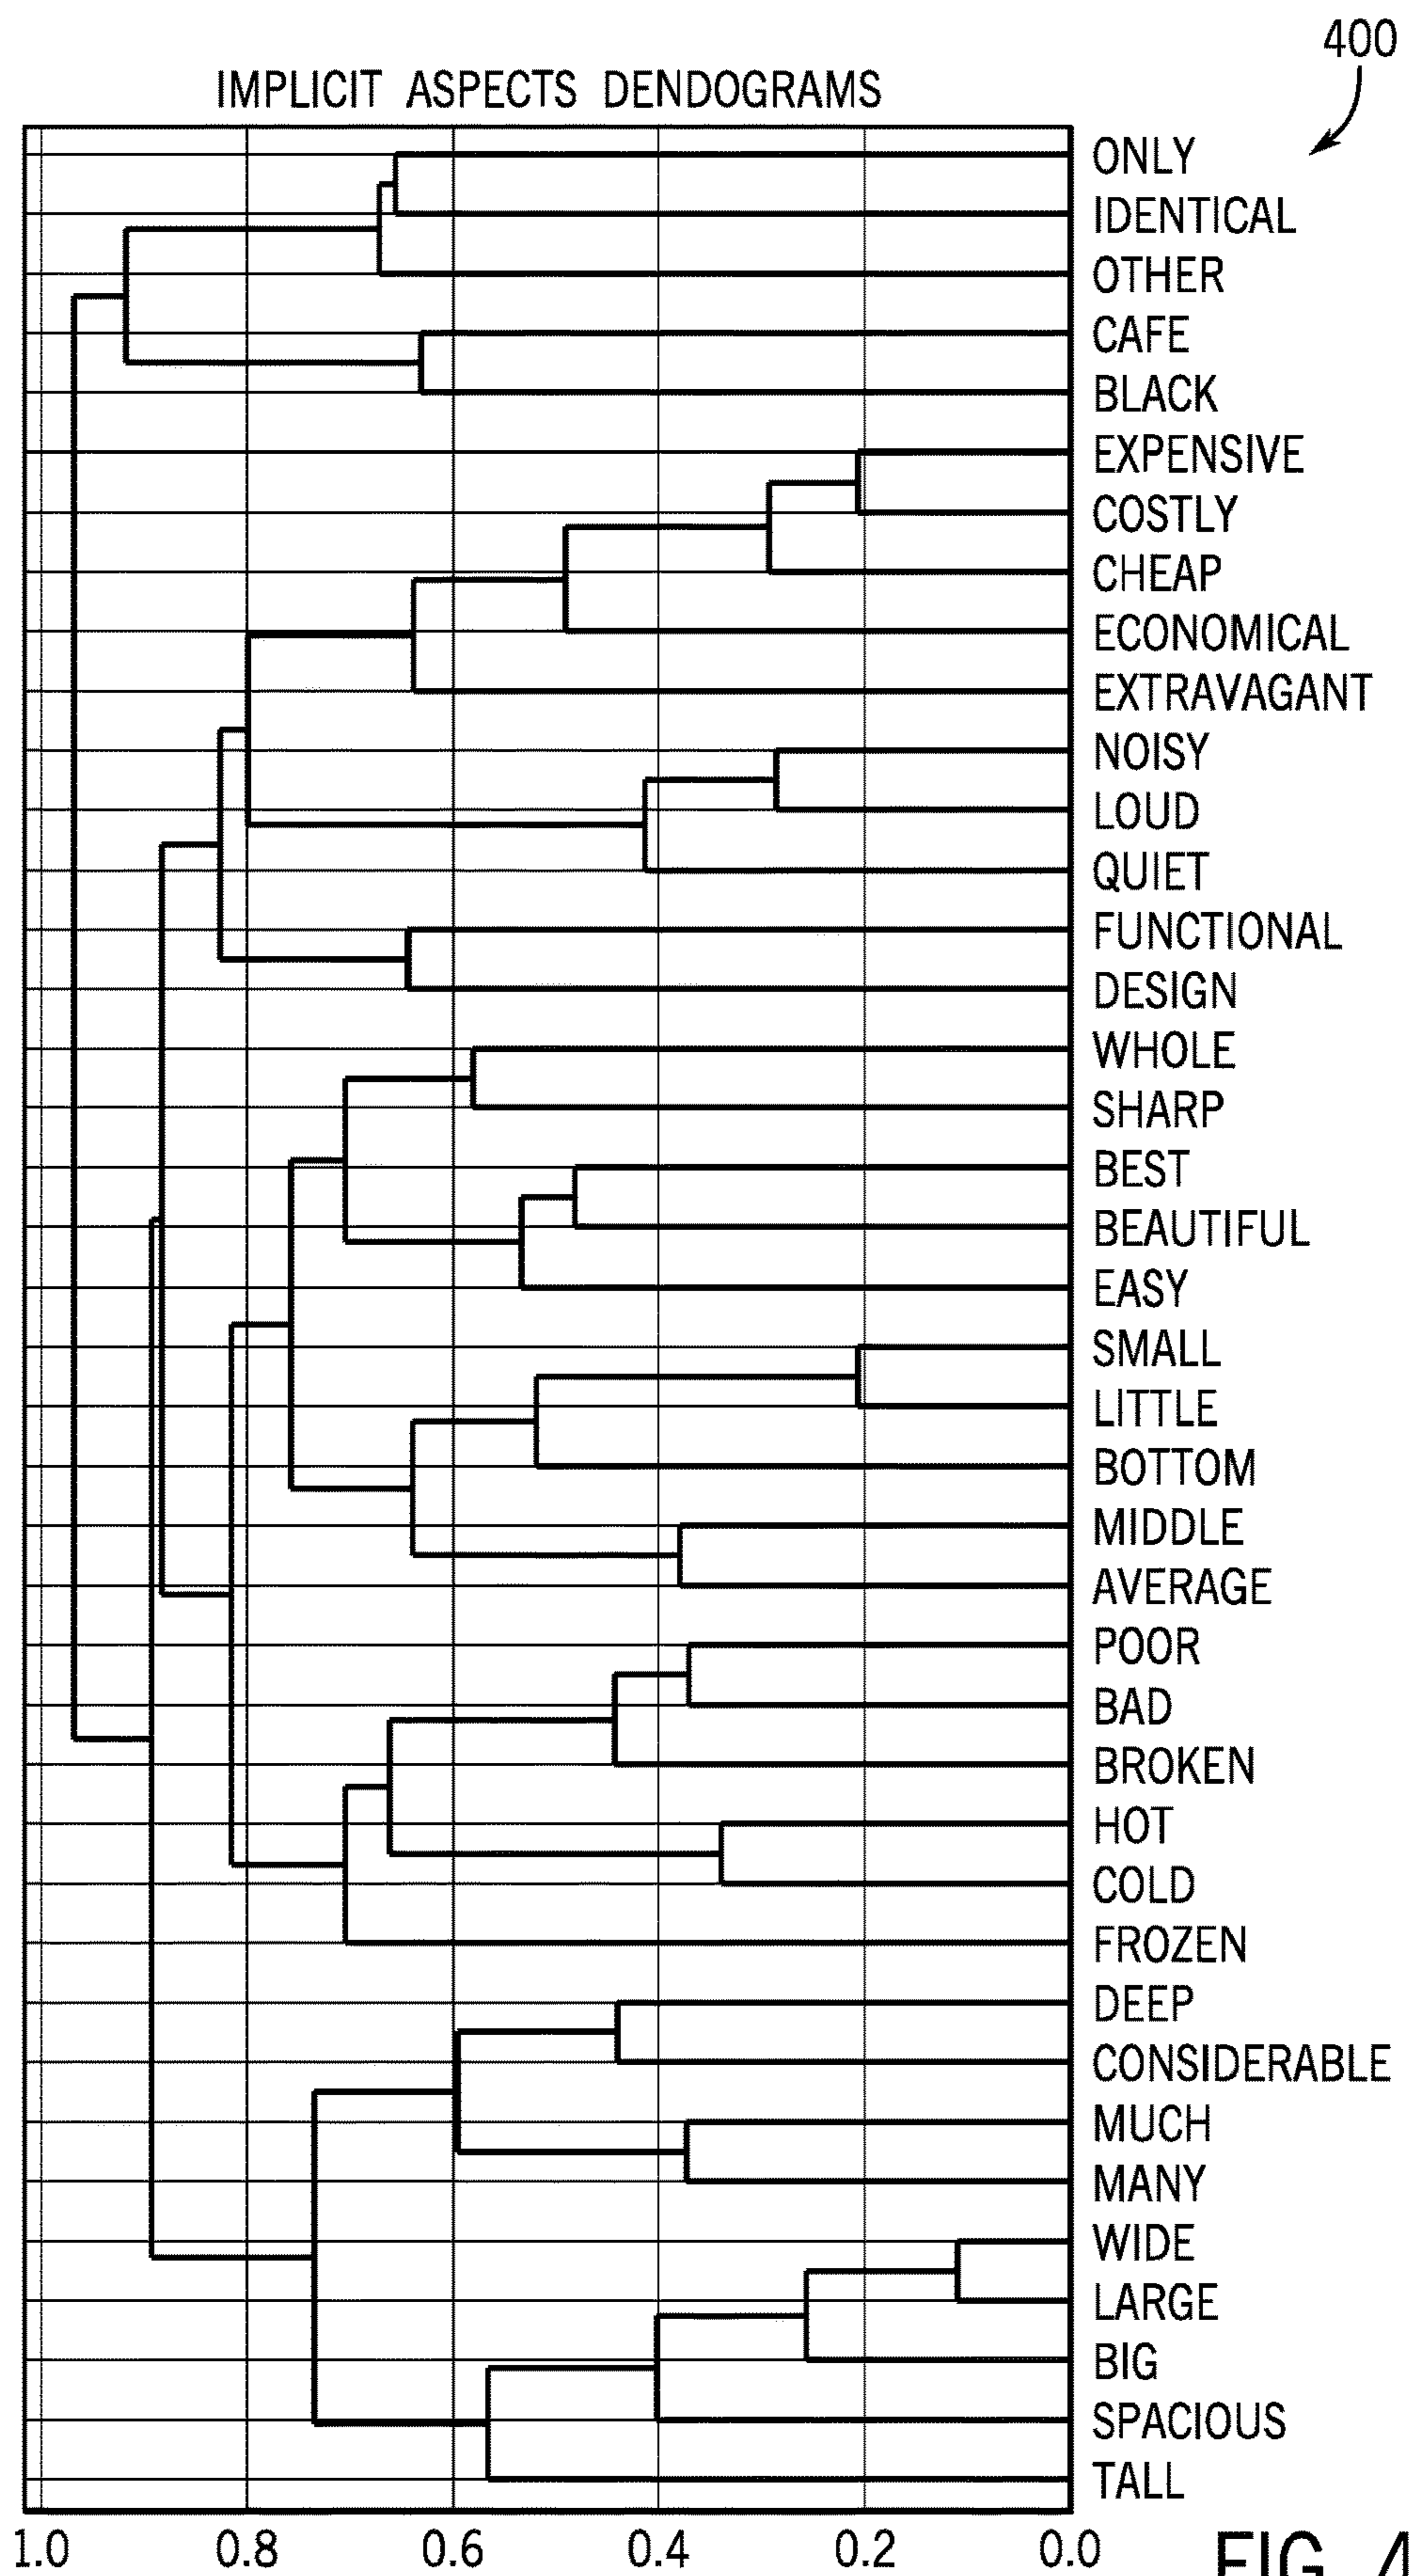 400
IMPLICIT ASPECTS DENDOGRAMS
ONLY
IDENTICAL
OTHER
CAFE
BLACK
EXPENSIVE
COSTLY
CHEAP
ECONOMICAL
EXTRAVAGANT
NOISY
LOUD
QUIET
FUNCTIONAL
DESIGN
WHOLE
SHARP
BEST
BEAUTIFUL
EASY
SMALL
LITTLE
BOTTOM
MIDDLE
AVERAGE
POOR
BAD
BROKEN
HOT
COLD
FROZEN
DEEP
CONSIDERABLE
MUCH
MANY
WIDE
LARGE
BIG
SPACIOUS
TALL
1.0 0.8 0.6 0.4 0.2 0.0
FIG. 4